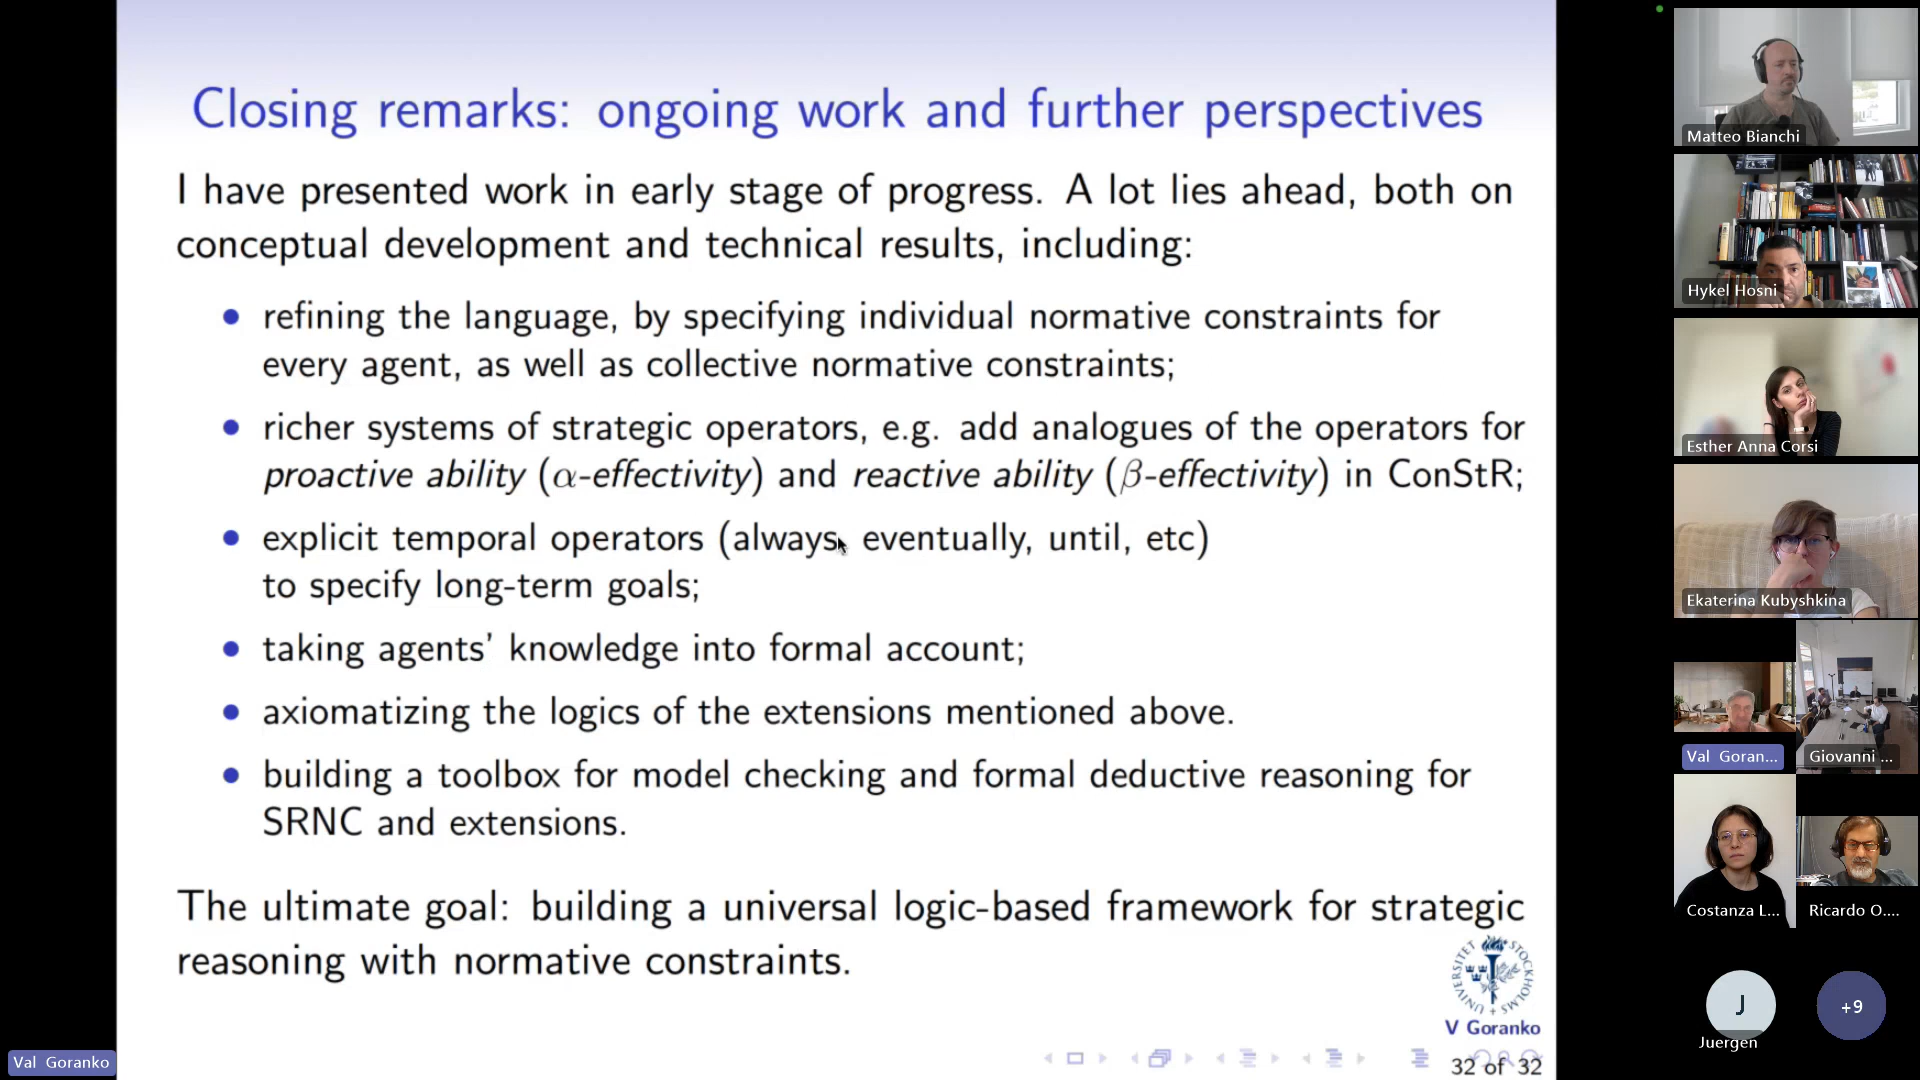 Closing remarks: ongoing work and further perspectives
I have presented work in early stage of progress. A lot lies ahead, both on
conceptual development and technical results, including:
• refining the language, by specifying individual normative constraints for
every agent, as well as collective normative constraints;
• richer systems of strategic operators, e.g. add analogues of the operators for
proactive ability (α-effectivity) and reactive ability (β-effectivity) in ConStR;
• explicit temporal operators (always, eventually, until, etc)
to specify long-term goals;
• taking agents' knowledge into formal account;
• axiomatizing the logics of the extensions mentioned above.
• building a toolbox for model checking and formal deductive reasoning for
SRNC and extensions.
The ultimate goal: building a universal logic-based framework for strategic
reasoning with normative constraints.
STOCKHOLMS UNIVERSITET
V Goranko
32 of 32
Val Goranko
Matteo Bianchi
Hykel Hosni
Esther Anna Corsi
Ekaterina Kubyshkina
Val Goran...
Giovanni ...
Costanza L...
Ricardo O....
J
Juergen
+9